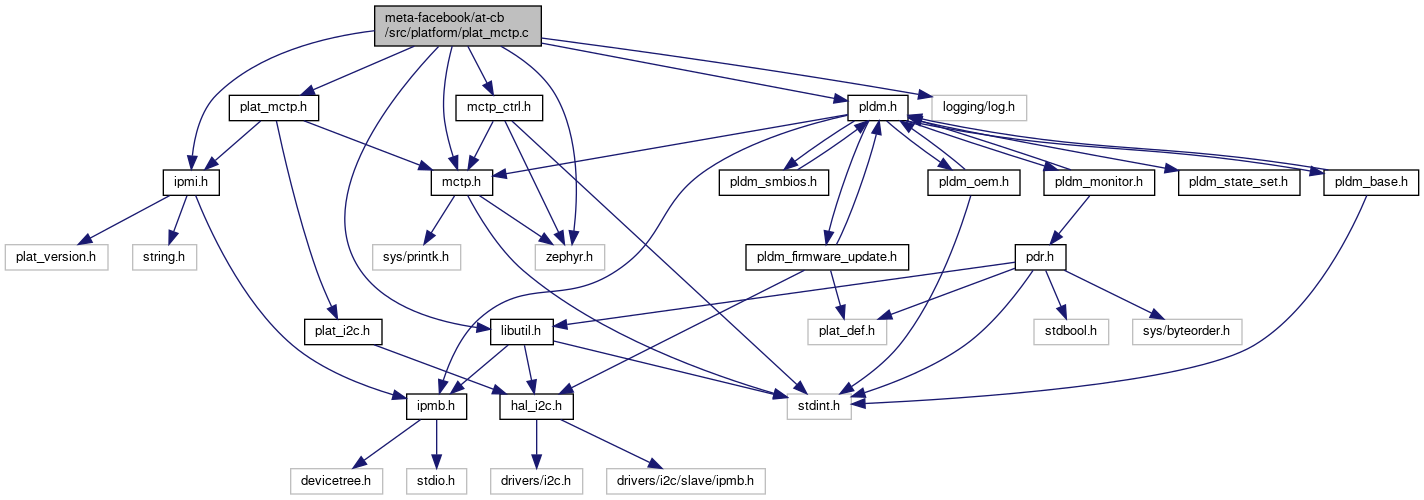 meta-facebook/at-cb
/src/platform/plat_mctp.c
plat_mctp.h
mctp_ctrl.h
pldm.h
logging/log.h
ipmi.h
mctp.h
pldm_smbios.h
pldm_oem.h
pldm_monitor.h
pldm_state_set.h
pldm_base.h
plat_version.h
string.h
sys/printk.h
zephyr.h
pldm_firmware_update.h
pdr.h
plat_i2c.h
libutil.h
plat_def.h
stdbool.h
sys/byteorder.h
ipmb.h
hal_i2c.h
stdint.h
devicetree.h
stdio.h
drivers/i2c.h
drivers/i2c/slave/ipmb.h